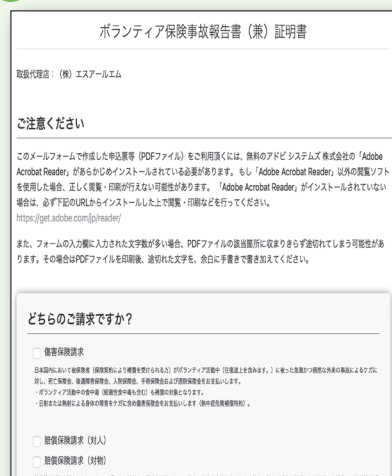 ボランティア保険事故報告書（兼）証明書
取扱代理店：（株）エスアールエム
ご注意ください
このメールフォームで作成した申込票等（PDFファイル）をご利用頂くには、無料のアドビ システムズ 株式会社の「Adobe
Acrobat Reader」があらかじめインストールされている必要があります。 もし「Adobe Acrobat Reader」以外の閲覧ソフト
を使用した場合、正しく閲覧・印刷が行えない可能性があります。 「Adobe Acrobat Reader」がインストールされていない
場合は、必ず下記のURLからインストールした上で閲覧・印刷などを行ってください。
https://get.adobe.com/jp/reader/
また、フォームの入力欄に入力された文字数が多い場合、PDFファイルの該当箇所に収まりきらず途切れてしまう可能性があ
ります。その場合はPDFファイルを印刷後、途切れた文字を、余白に手書きで書き加えてください。
どちらのご請求ですか？
傷害保険請求
日本国内において被保険者（保険契約により補償を受けられる方）がボランティア活動中（往復途上を含みます。）に被った急激かつ偶然な外来の事故によるケガに
対し、死亡保険金、後遺障害保険金、入院保険金、手術保険金および通院保険金をお支払いします。
・ボランティア活動中の食中毒（細菌性食中毒も含む）も補償の対象となります。
・日射または熱射による身体の障害をケガに含め傷害保険金をお支払いします（熱中症危険補償特約）。
賠償保険請求（対人）
賠償保険請求（対物）